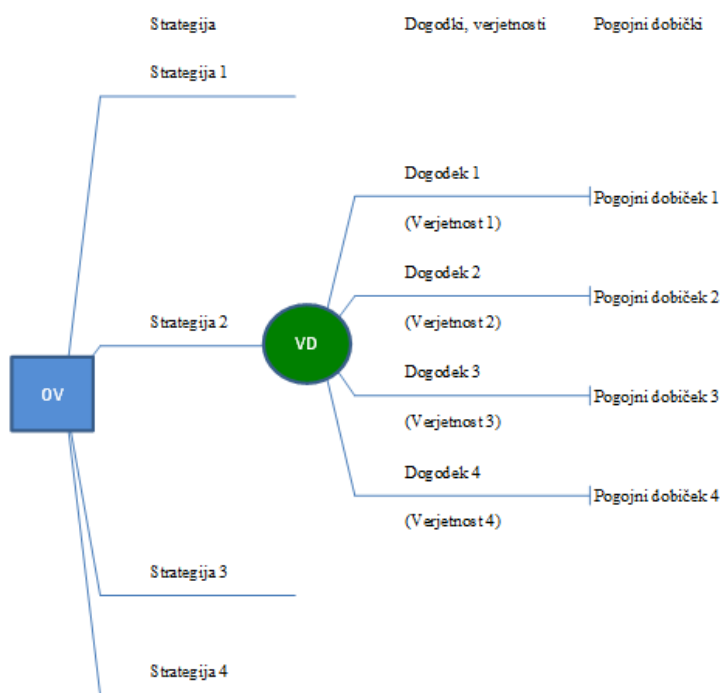 Strategija Dogodki, verjetnosti Pogojni dobički
Strategija 1
Dogodek 1
Pogojni dobiček 1
(Verjetnost 1)
Dogodek 2
Pogojni dobiček 2
Strategija 2
(Verjetnost 2)
VD
Dogodek 3
OV
Pogojni dobiček 3
(Verjetnost 3)
Dogodek 4
Pogojni dobiček 4
(Verjetnost 4)
Strategija 3
Strategija 4